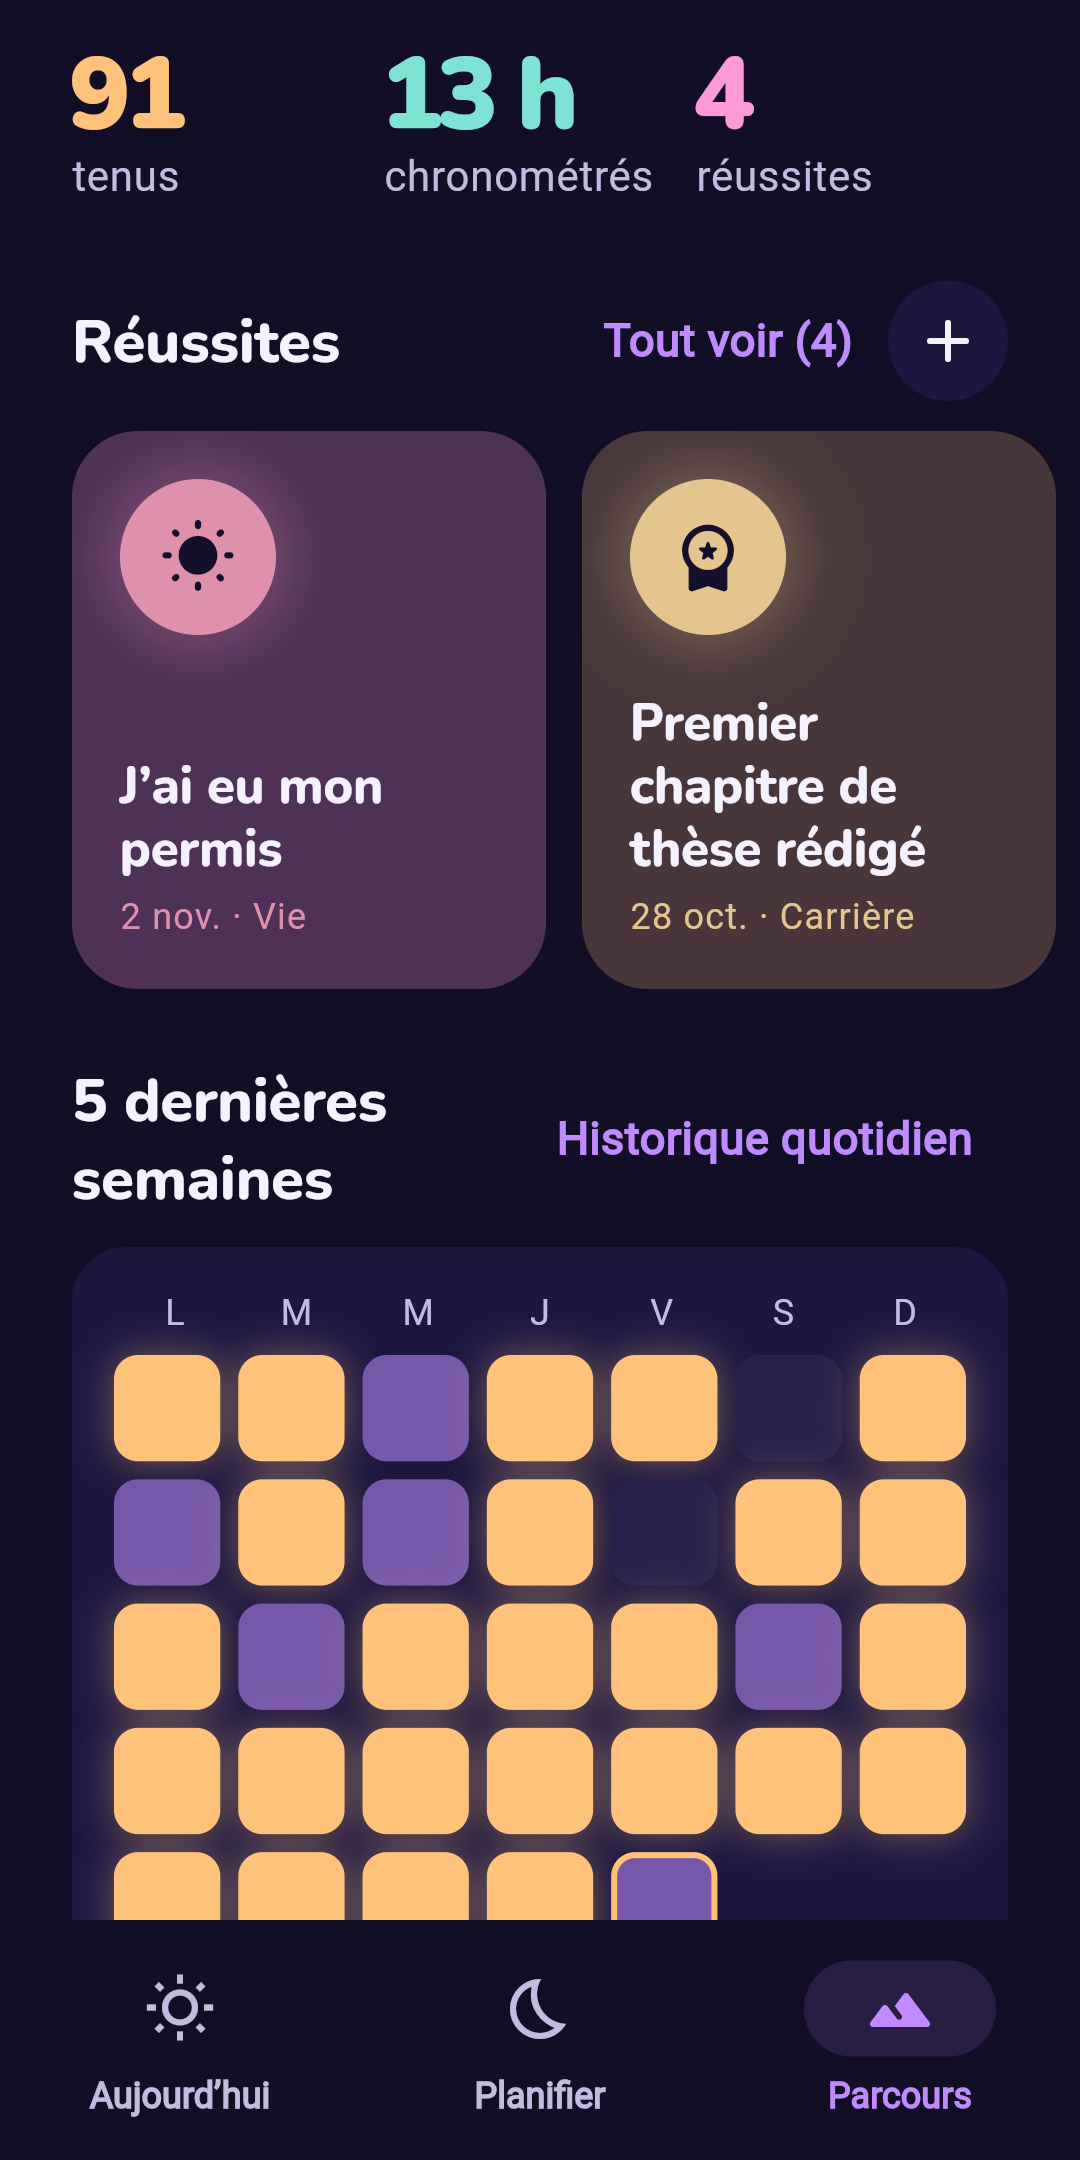 91
13 h
4
tenus
chronométrés
réussites
Réussites
Tout voir (4)
J’ai eu mon
permis
2 nov. · Vie
Premier
chapitre de
thèse rédigé
28 oct. · Carrière
5 dernières
semaines
Historique quotidien
L M M J V S D
Aujourd’hui
Planifier
Parcours